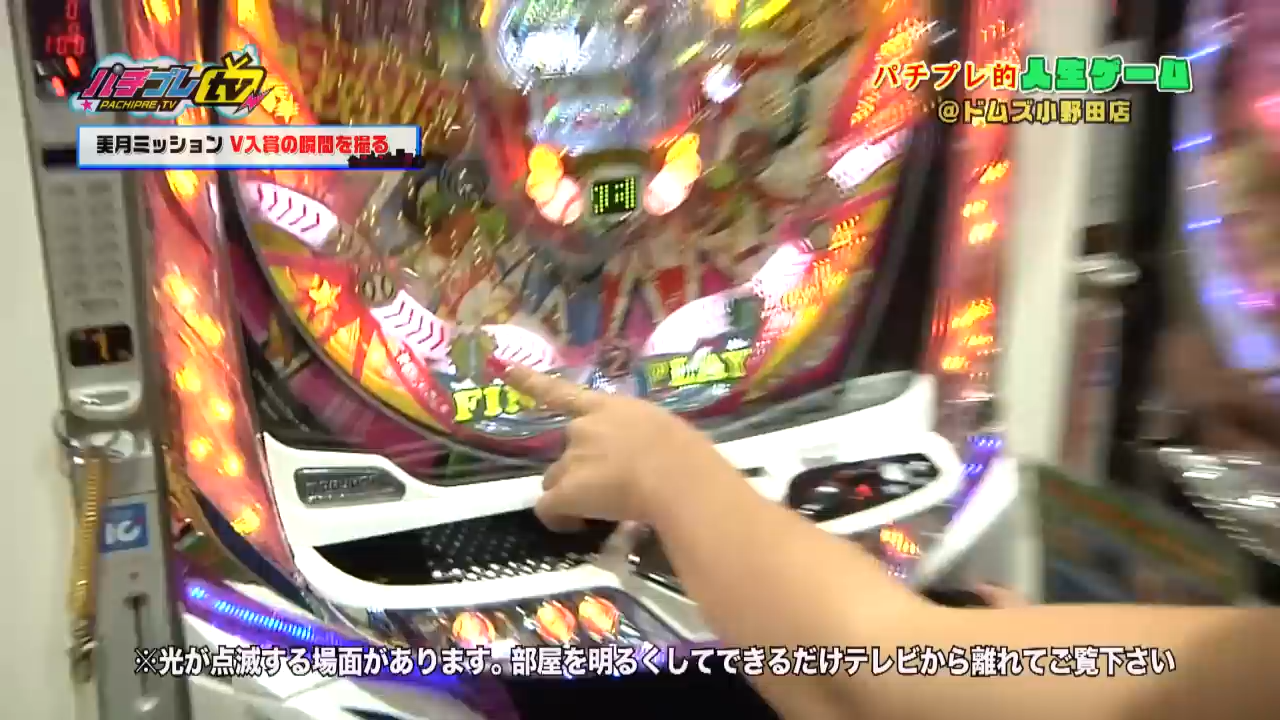 100
パチプレtv
PACHIPRE TV
美月ミッション V入賞の瞬間を撮る
パチプレ的人生ゲーム
@ドムズ小野田店
PLAY
IC
※光が点滅する場面があります。部屋を明るくしてできるだけテレビから離れてご覧下さい